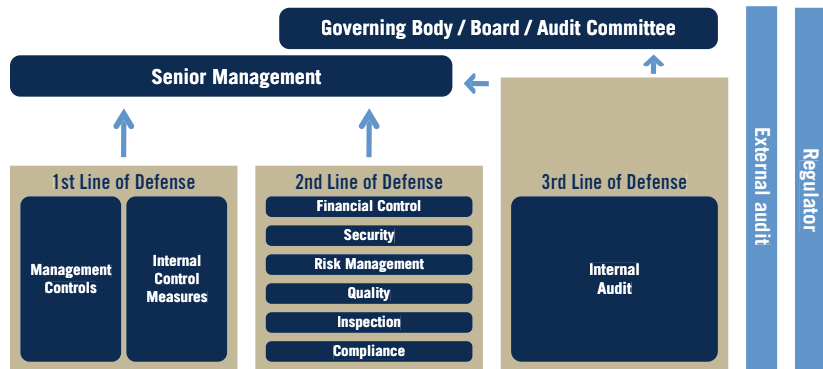 Governing Body / Board / Audit Committee
Senior Management
1st Line of Defense
Management
Controls
Internal
Control
Measures
2nd Line of Defense
Financial Control
Security
Risk Management
Quality
Inspection
Compliance
3rd Line of Defense
Internal
Audit
External audit
Regulator